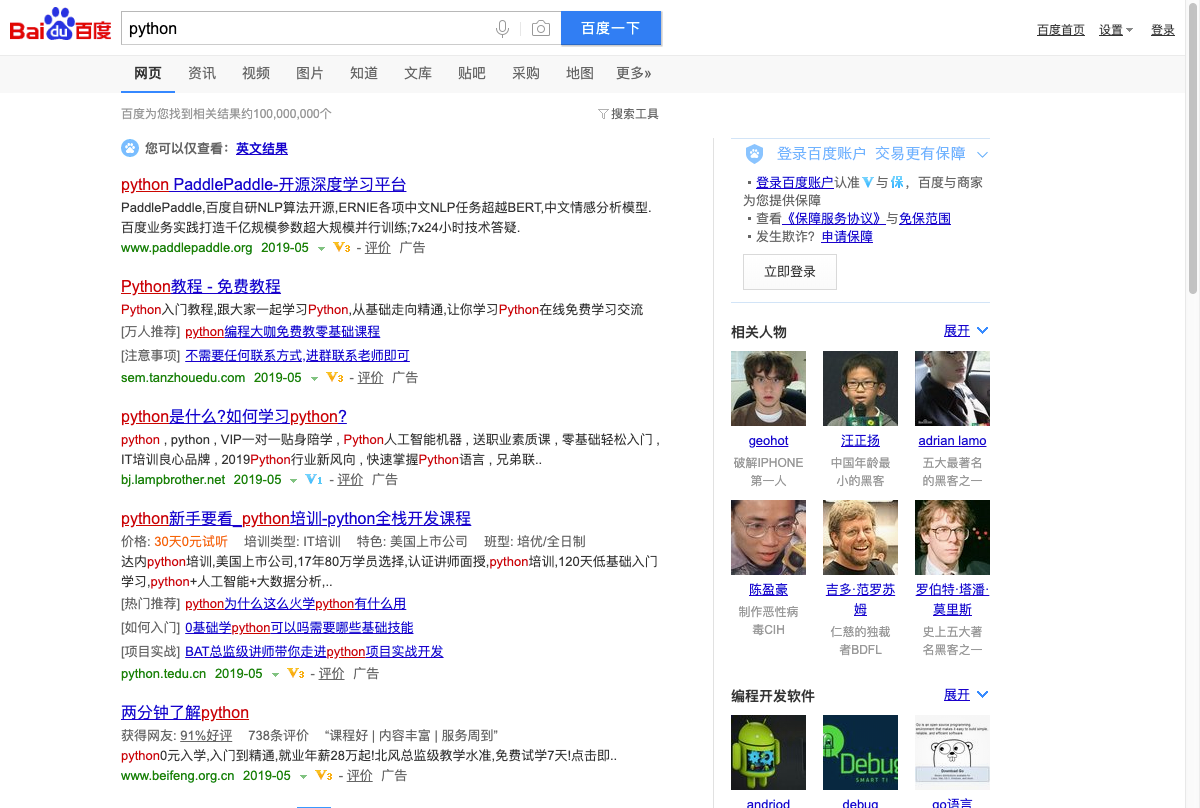 Bai du 百度
python
百度一下
百度首页 设置 登录
网页 资讯 视频 图片 知道 文库 贴吧 采购 地图 更多»
百度为您找到相关结果约100,000,000个
搜索工具
您可以仅查看：英文结果
python PaddlePaddle-开源深度学习平台
PaddlePaddle,百度自研NLP算法开源,ERNIE各项中文NLP任务超越BERT,中文情感分析模型.
百度业务实践打造千亿规模参数超大规模并行训练;7x24小时技术答疑.
www.paddlepaddle.org 2019-05 V3 - 评价 广告
Python教程 - 免费教程
Python入门教程,跟大家一起学习Python,从基础走向精通,让你学习Python在线免费学习交流
[万人推荐] python编程大咖免费教零基础课程
[注意事项] 不需要任何联系方式,进群联系老师即可
sem.tanzhouedu.com 2019-05 V3 - 评价 广告
python是什么?如何学习python?
python , python , VIP一对一贴身陪学 , Python人工智能机器 , 送职业素质课 , 零基础轻松入门 ,
IT培训良心品牌 , 2019Python行业新风向 , 快速掌握Python语言 , 兄弟联..
bj.lampbrother.net 2019-05 V1 - 评价 广告
python新手要看_python培训-python全栈开发课程
价格: 30天0元试听 培训类型: IT培训 特色: 美国上市公司 班型: 培优/全日制
达内python培训,美国上市公司,17年80万学员选择,认证讲师面授,python培训,120天低基础入门
学习,python+人工智能+大数据分析,..
[热门推荐] python为什么这么火学python有什么用
[如何入门] 0基础学python可以吗需要哪些基础技能
[项目实战] BAT总监级讲师带你走进python项目实战开发
python.tedu.cn 2019-05 V3 - 评价 广告
两分钟了解python
获得网友: 91%好评 738条评价 “课程好 | 内容丰富 | 服务周到”
python0元入学,入门到精通,就业年薪28万起!北风总监级教学水准,免费试学7天!点击即..
www.beifeng.org.cn 2019-05 V3 - 评价 广告
登录百度账户 交易更有保障
▪ 登录百度账户认准 V 与 保，百度与商家
为您提供保障
▪ 查看《保障服务协议》与免保范围
▪ 发生欺诈？申请保障
立即登录
相关人物 展开
geohot 汪正扬 adrian lamo
破解IPHONE 中国年龄最 五大最著名
第一人 小的黑客 的黑客之一
陈盈豪 吉多·范罗苏 罗伯特·塔潘·
姆 莫里斯
制作恶性病 仁慈的独裁 史上五大著
毒CIH 者BDFL 名黑客之一
编程开发软件 展开
Debug
SMART TI
Go is an open source programming
environment that makes it easy to build simple,
reliable, and efficient software.
Download Go
andriod debug go语言